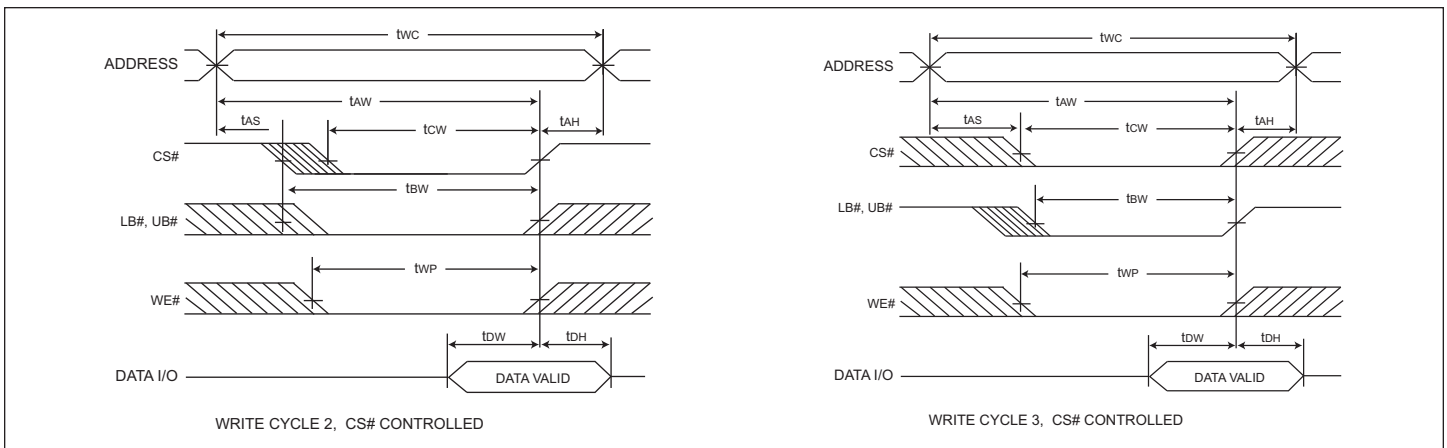 tWC
ADDRESS
tAW
tAS
tCW
tAH
CS#
tBW
LB#, UB#
tWP
WE#
tDW
tDH
DATA I/O
DATA VALID
WRITE CYCLE 2, CS# CONTROLLED
tWC
ADDRESS
tAW
tAS
tCW
tAH
CS#
tBW
LB#, UB#
tWP
WE#
tDW
tDH
DATA I/O
DATA VALID
WRITE CYCLE 3, CS# CONTROLLED